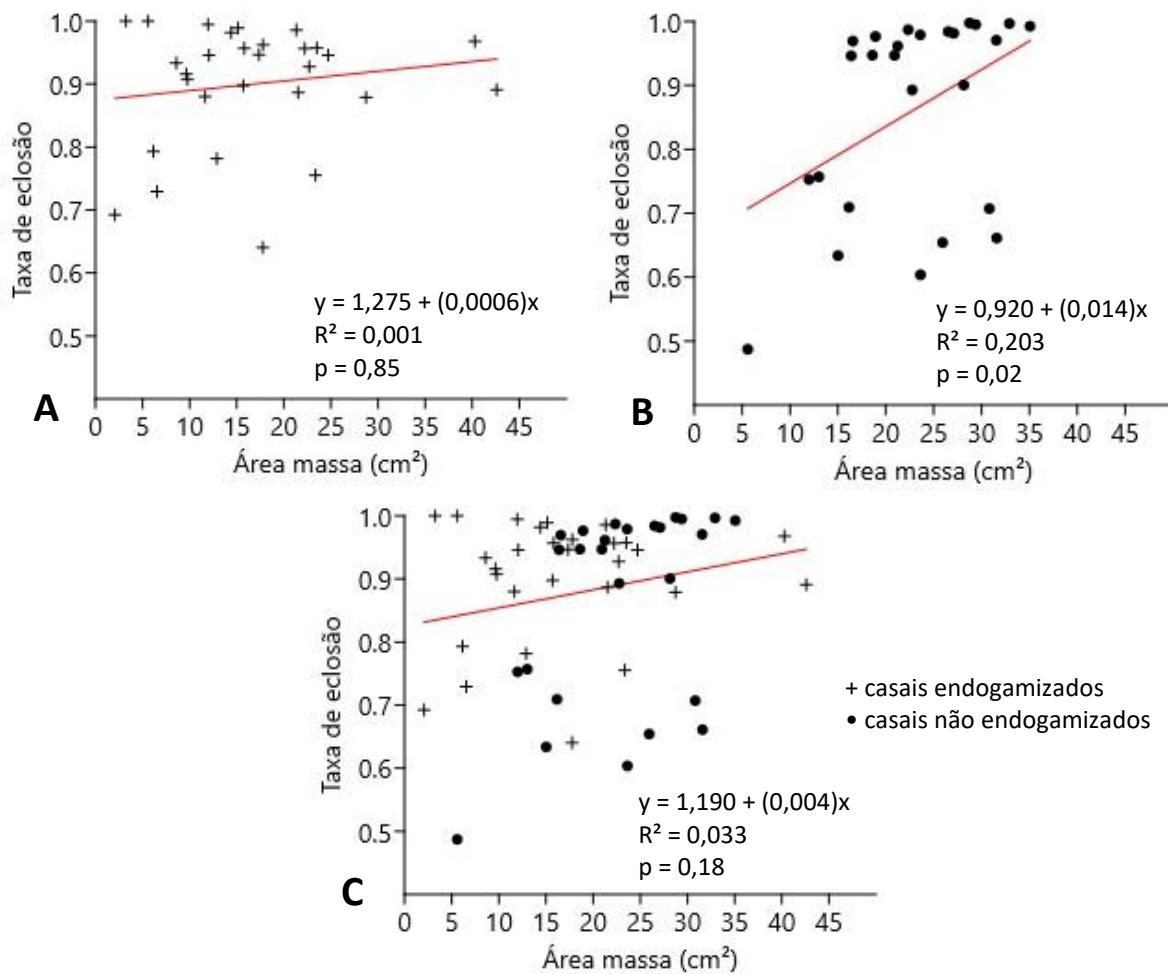 1.0
0.9
0.8
0.7
0.6
0.5
Taxa de eclosão
y = 1,275 + (0,0006)x
R² = 0,001
p = 0,85
A
0 5 10 15 20 25 30 35 40 45
Área massa (cm²)
1.0
0.9
0.8
0.7
0.6
0.5
Taxa de eclosão
y = 0,920 + (0,014)x
R² = 0,203
p = 0,02
B
0 5 10 15 20 25 30 35 40 45
Área massa (cm²)
1.0
0.9
0.8
0.7
0.6
0.5
Taxa de eclosão
y = 1,190 + (0,004)x
R² = 0,033
p = 0,18
C
0 5 10 15 20 25 30 35 40 45
Área massa (cm²)
+ casais endogamizados
• casais não endogamizados